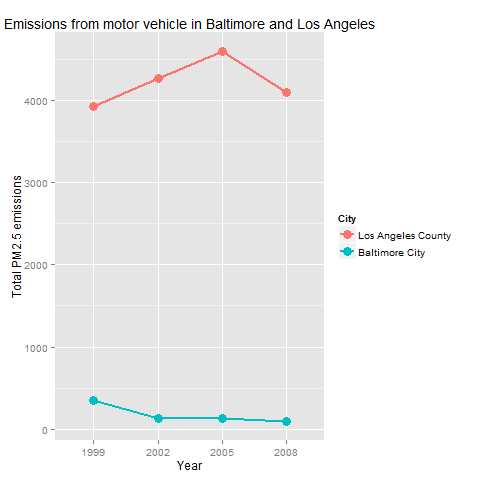 Emissions from motor vehicle in Baltimore and Los Angeles
Total PM2.5 emissions
4000
3000
2000
1000
0
1999 2002 2005 2008
Year
City
Los Angeles County
Baltimore City